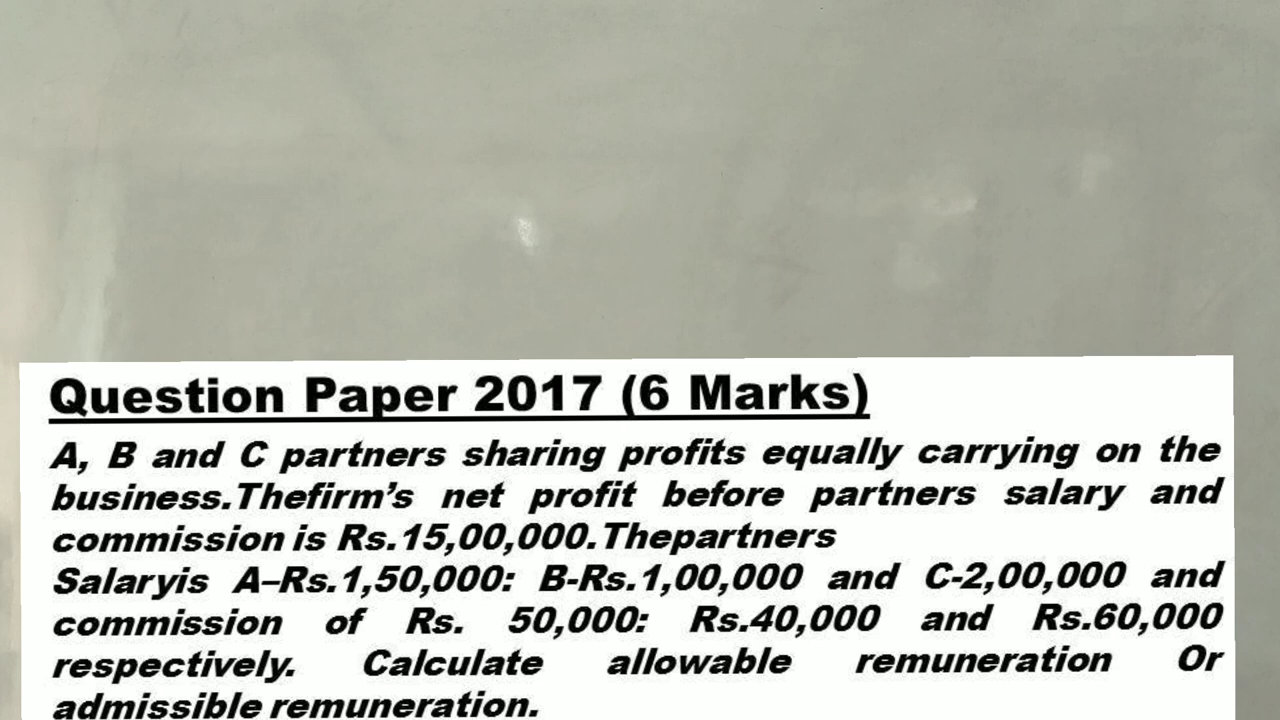 Question Paper 2017 (6 Marks)
A, B and C partners sharing profits equally carrying on the
business.Thefirm's net profit before partners salary and
commission is Rs.15,00,000.Thepartners
Salaryis A–Rs.1,50,000: B-Rs.1,00,000 and C-2,00,000 and
commission of Rs. 50,000: Rs.40,000 and Rs.60,000
respectively. Calculate allowable remuneration Or
admissible remuneration.